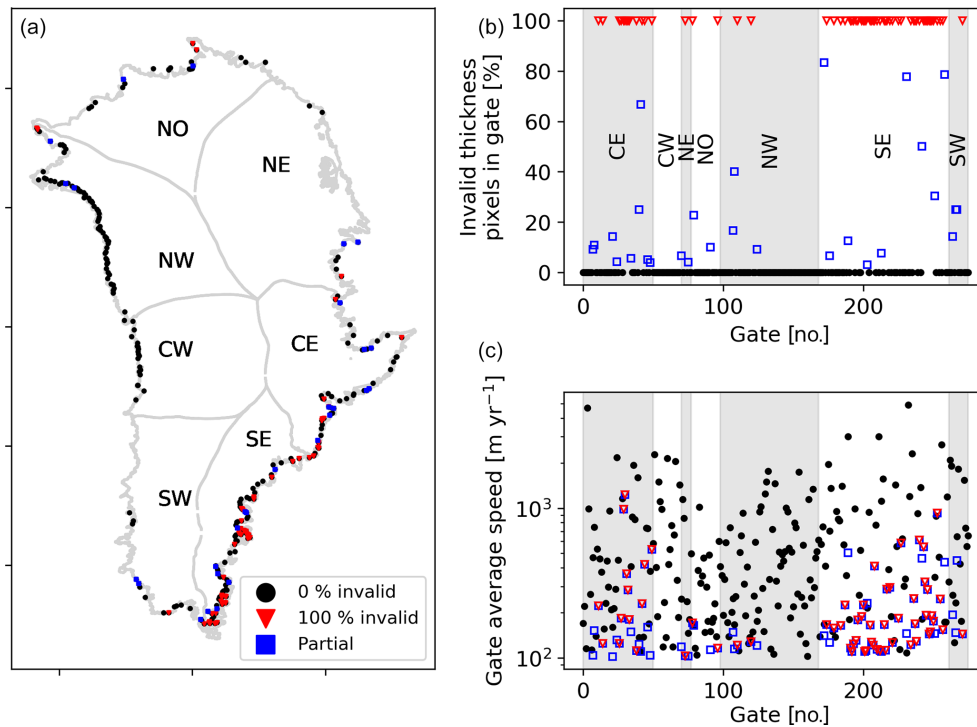 (a)
NO
NE
NW
CW
CE
SE
SW
0 % invalid
100 % invalid
Partial
(b)
Invalid thickness
pixels in gate [%]
100
80
60
40
20
0
CE
CW
NE
NO
NW
SE
SW
0
100
200
Gate [no.]
(c)
Gate average speed [m yr⁻¹]
10³
10²
0
100
200
Gate [no.]